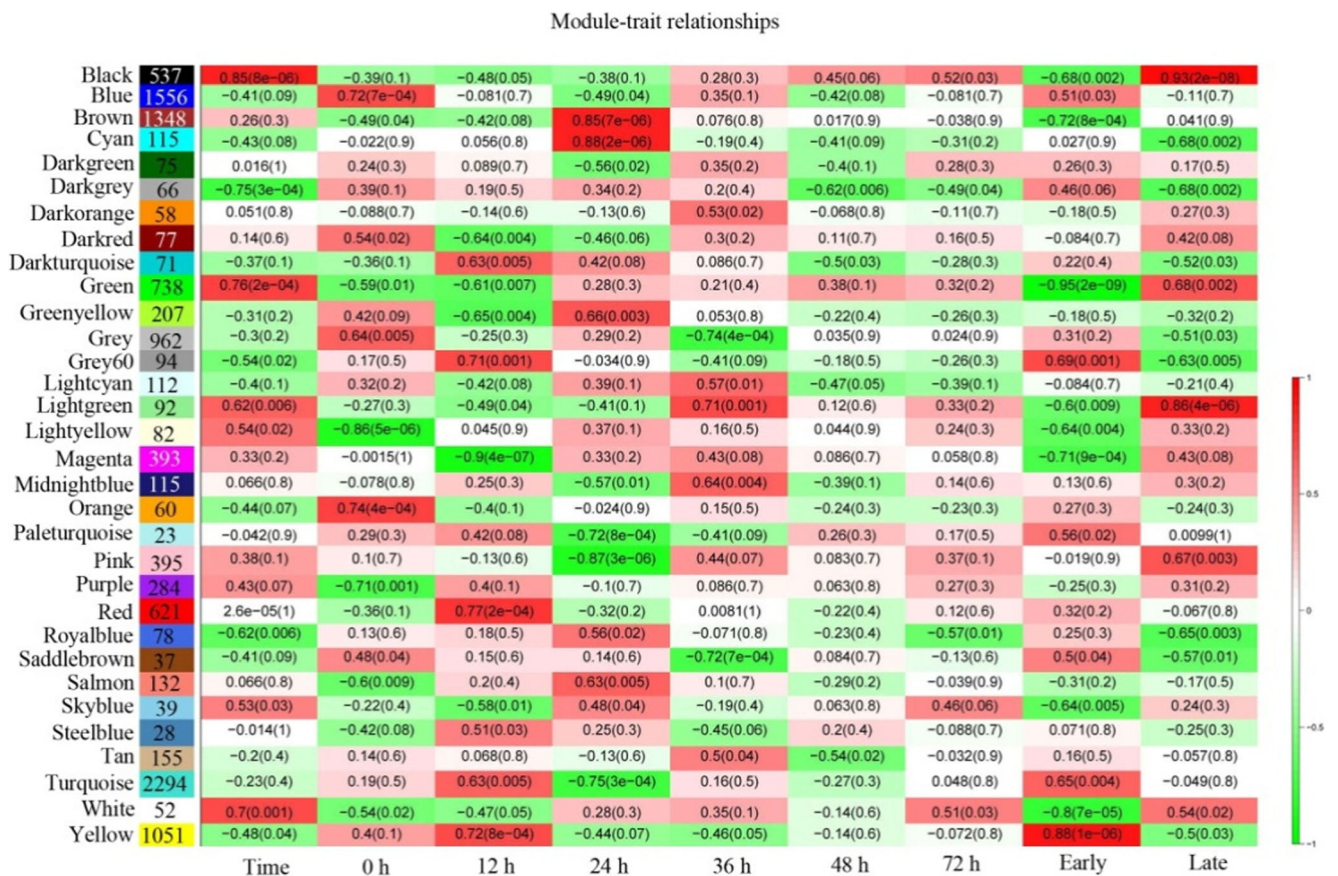 Module-trait relationships
Black 537 0.85(8e−06) −0.39(0.1) −0.48(0.05) −0.38(0.1) 0.28(0.3) 0.45(0.06) 0.52(0.03) −0.68(0.002) 0.93(2e−08)
Blue 1556 −0.41(0.09) 0.72(7e−04) −0.081(0.7) −0.49(0.04) 0.35(0.1) −0.42(0.08) −0.081(0.7) 0.51(0.03) −0.11(0.7)
Brown 1348 0.26(0.3) −0.49(0.04) −0.42(0.08) 0.85(7e−06) 0.076(0.8) 0.017(0.9) −0.038(0.9) −0.72(8e−04) 0.041(0.9)
Cyan 115 −0.43(0.08) −0.022(0.9) 0.056(0.8) 0.88(2e−06) −0.19(0.4) −0.41(0.09) −0.31(0.2) 0.027(0.9) −0.68(0.002)
Darkgreen 75 0.016(1) 0.24(0.3) 0.089(0.7) −0.56(0.02) 0.35(0.2) −0.4(0.1) 0.28(0.3) 0.26(0.3) 0.17(0.5)
Darkgrey 66 −0.75(3e−04) 0.39(0.1) 0.19(0.5) 0.34(0.2) 0.2(0.4) −0.62(0.006) −0.49(0.04) 0.46(0.06) −0.68(0.002)
Darkorange 58 0.051(0.8) −0.088(0.7) −0.14(0.6) −0.13(0.6) 0.53(0.02) −0.068(0.8) −0.11(0.7) −0.18(0.5) 0.27(0.3)
Darkred 77 0.14(0.6) 0.54(0.02) −0.64(0.004) −0.46(0.06) 0.3(0.2) 0.11(0.7) 0.16(0.5) −0.084(0.7) 0.42(0.08)
Darkturquoise 71 −0.37(0.1) −0.36(0.1) 0.63(0.005) 0.42(0.08) 0.086(0.7) −0.5(0.03) −0.28(0.3) 0.22(0.4) −0.52(0.03)
Green 738 0.76(2e−04) −0.59(0.01) −0.61(0.007) 0.28(0.3) 0.21(0.4) 0.38(0.1) 0.32(0.2) −0.95(2e−09) 0.68(0.002)
Greenyellow 207 −0.31(0.2) 0.42(0.09) −0.65(0.004) 0.66(0.003) 0.053(0.8) −0.22(0.4) −0.26(0.3) −0.18(0.5) −0.32(0.2)
Grey 962 −0.3(0.2) 0.64(0.005) −0.25(0.3) 0.29(0.2) −0.74(4e−04) 0.035(0.9) 0.024(0.9) 0.31(0.2) −0.51(0.03)
Grey60 94 −0.54(0.02) 0.17(0.5) 0.71(0.001) −0.034(0.9) −0.41(0.09) −0.18(0.5) −0.26(0.3) 0.69(0.001) −0.63(0.005)
Lightcyan 112 −0.4(0.1) 0.32(0.2) −0.42(0.08) 0.39(0.1) 0.57(0.01) −0.47(0.05) −0.39(0.1) −0.084(0.7) −0.21(0.4)
Lightgreen 92 0.62(0.006) −0.27(0.3) −0.49(0.04) −0.41(0.1) 0.71(0.001) 0.12(0.6) 0.33(0.2) −0.6(0.009) 0.86(4e−06)
Lightyellow 82 0.54(0.02) −0.86(5e−06) 0.045(0.9) 0.37(0.1) 0.16(0.5) 0.044(0.9) 0.24(0.3) −0.64(0.004) 0.33(0.2)
Magenta 393 0.33(0.2) −0.0015(1) −0.9(4e−07) 0.33(0.2) 0.43(0.08) 0.086(0.7) 0.058(0.8) −0.71(9e−04) 0.43(0.08)
Midnightblue 115 0.066(0.8) −0.078(0.8) 0.25(0.3) −0.57(0.01) 0.64(0.004) −0.39(0.1) 0.14(0.6) 0.13(0.6) 0.3(0.2)
Orange 60 −0.44(0.07) 0.74(4e−04) −0.4(0.1) −0.024(0.9) 0.15(0.5) −0.24(0.3) −0.23(0.3) 0.27(0.3) −0.24(0.3)
Paleturquoise 23 −0.042(0.9) 0.29(0.3) 0.42(0.08) −0.72(8e−04) −0.41(0.09) 0.26(0.3) 0.17(0.5) 0.56(0.02) 0.0099(1)
Pink 395 0.38(0.1) 0.1(0.7) −0.13(0.6) −0.87(3e−06) 0.44(0.07) 0.083(0.7) 0.37(0.1) −0.019(0.9) 0.67(0.003)
Purple 284 0.43(0.07) −0.71(0.001) 0.4(0.1) −0.1(0.7) 0.086(0.7) 0.063(0.8) 0.27(0.3) −0.25(0.3) 0.31(0.2)
Red 621 2.6e−05(1) −0.36(0.1) 0.77(2e−04) −0.32(0.2) 0.0081(1) −0.22(0.4) 0.12(0.6) 0.32(0.2) −0.067(0.8)
Royalblue 78 −0.62(0.006) 0.13(0.6) 0.18(0.5) 0.56(0.02) −0.071(0.8) −0.23(0.4) −0.57(0.01) 0.25(0.3) −0.65(0.003)
Saddlebrown 37 −0.41(0.09) 0.48(0.04) 0.15(0.6) 0.14(0.6) −0.72(7e−04) 0.084(0.7) −0.13(0.6) 0.5(0.04) −0.57(0.01)
Salmon 132 0.066(0.8) −0.6(0.009) 0.2(0.4) 0.63(0.005) 0.1(0.7) −0.29(0.2) −0.039(0.9) −0.31(0.2) −0.17(0.5)
Skyblue 39 0.53(0.03) −0.22(0.4) −0.58(0.01) 0.48(0.04) −0.19(0.4) 0.063(0.8) 0.46(0.06) −0.64(0.005) 0.24(0.3)
Steelblue 28 −0.014(1) −0.42(0.08) 0.51(0.03) 0.25(0.3) −0.45(0.06) 0.2(0.4) −0.088(0.7) 0.071(0.8) −0.25(0.3)
Tan 155 −0.2(0.4) 0.14(0.6) 0.068(0.8) −0.13(0.6) 0.5(0.04) −0.54(0.02) −0.032(0.9) 0.16(0.5) −0.057(0.8)
Turquoise 2294 −0.23(0.4) 0.19(0.5) 0.63(0.005) −0.75(3e−04) 0.16(0.5) −0.27(0.3) 0.048(0.8) 0.65(0.004) −0.049(0.8)
White 52 0.7(0.001) −0.54(0.02) −0.47(0.05) 0.28(0.3) 0.35(0.1) −0.14(0.6) 0.51(0.03) −0.8(7e−05) 0.54(0.02)
Yellow 1051 −0.48(0.04) 0.4(0.1) 0.72(8e−04) −0.44(0.07) −0.46(0.05) −0.14(0.6) −0.072(0.8) 0.88(1e−06) −0.5(0.03)
Time 0 h 12 h 24 h 36 h 48 h 72 h Early Late
1
0.5
0
−0.5
−1